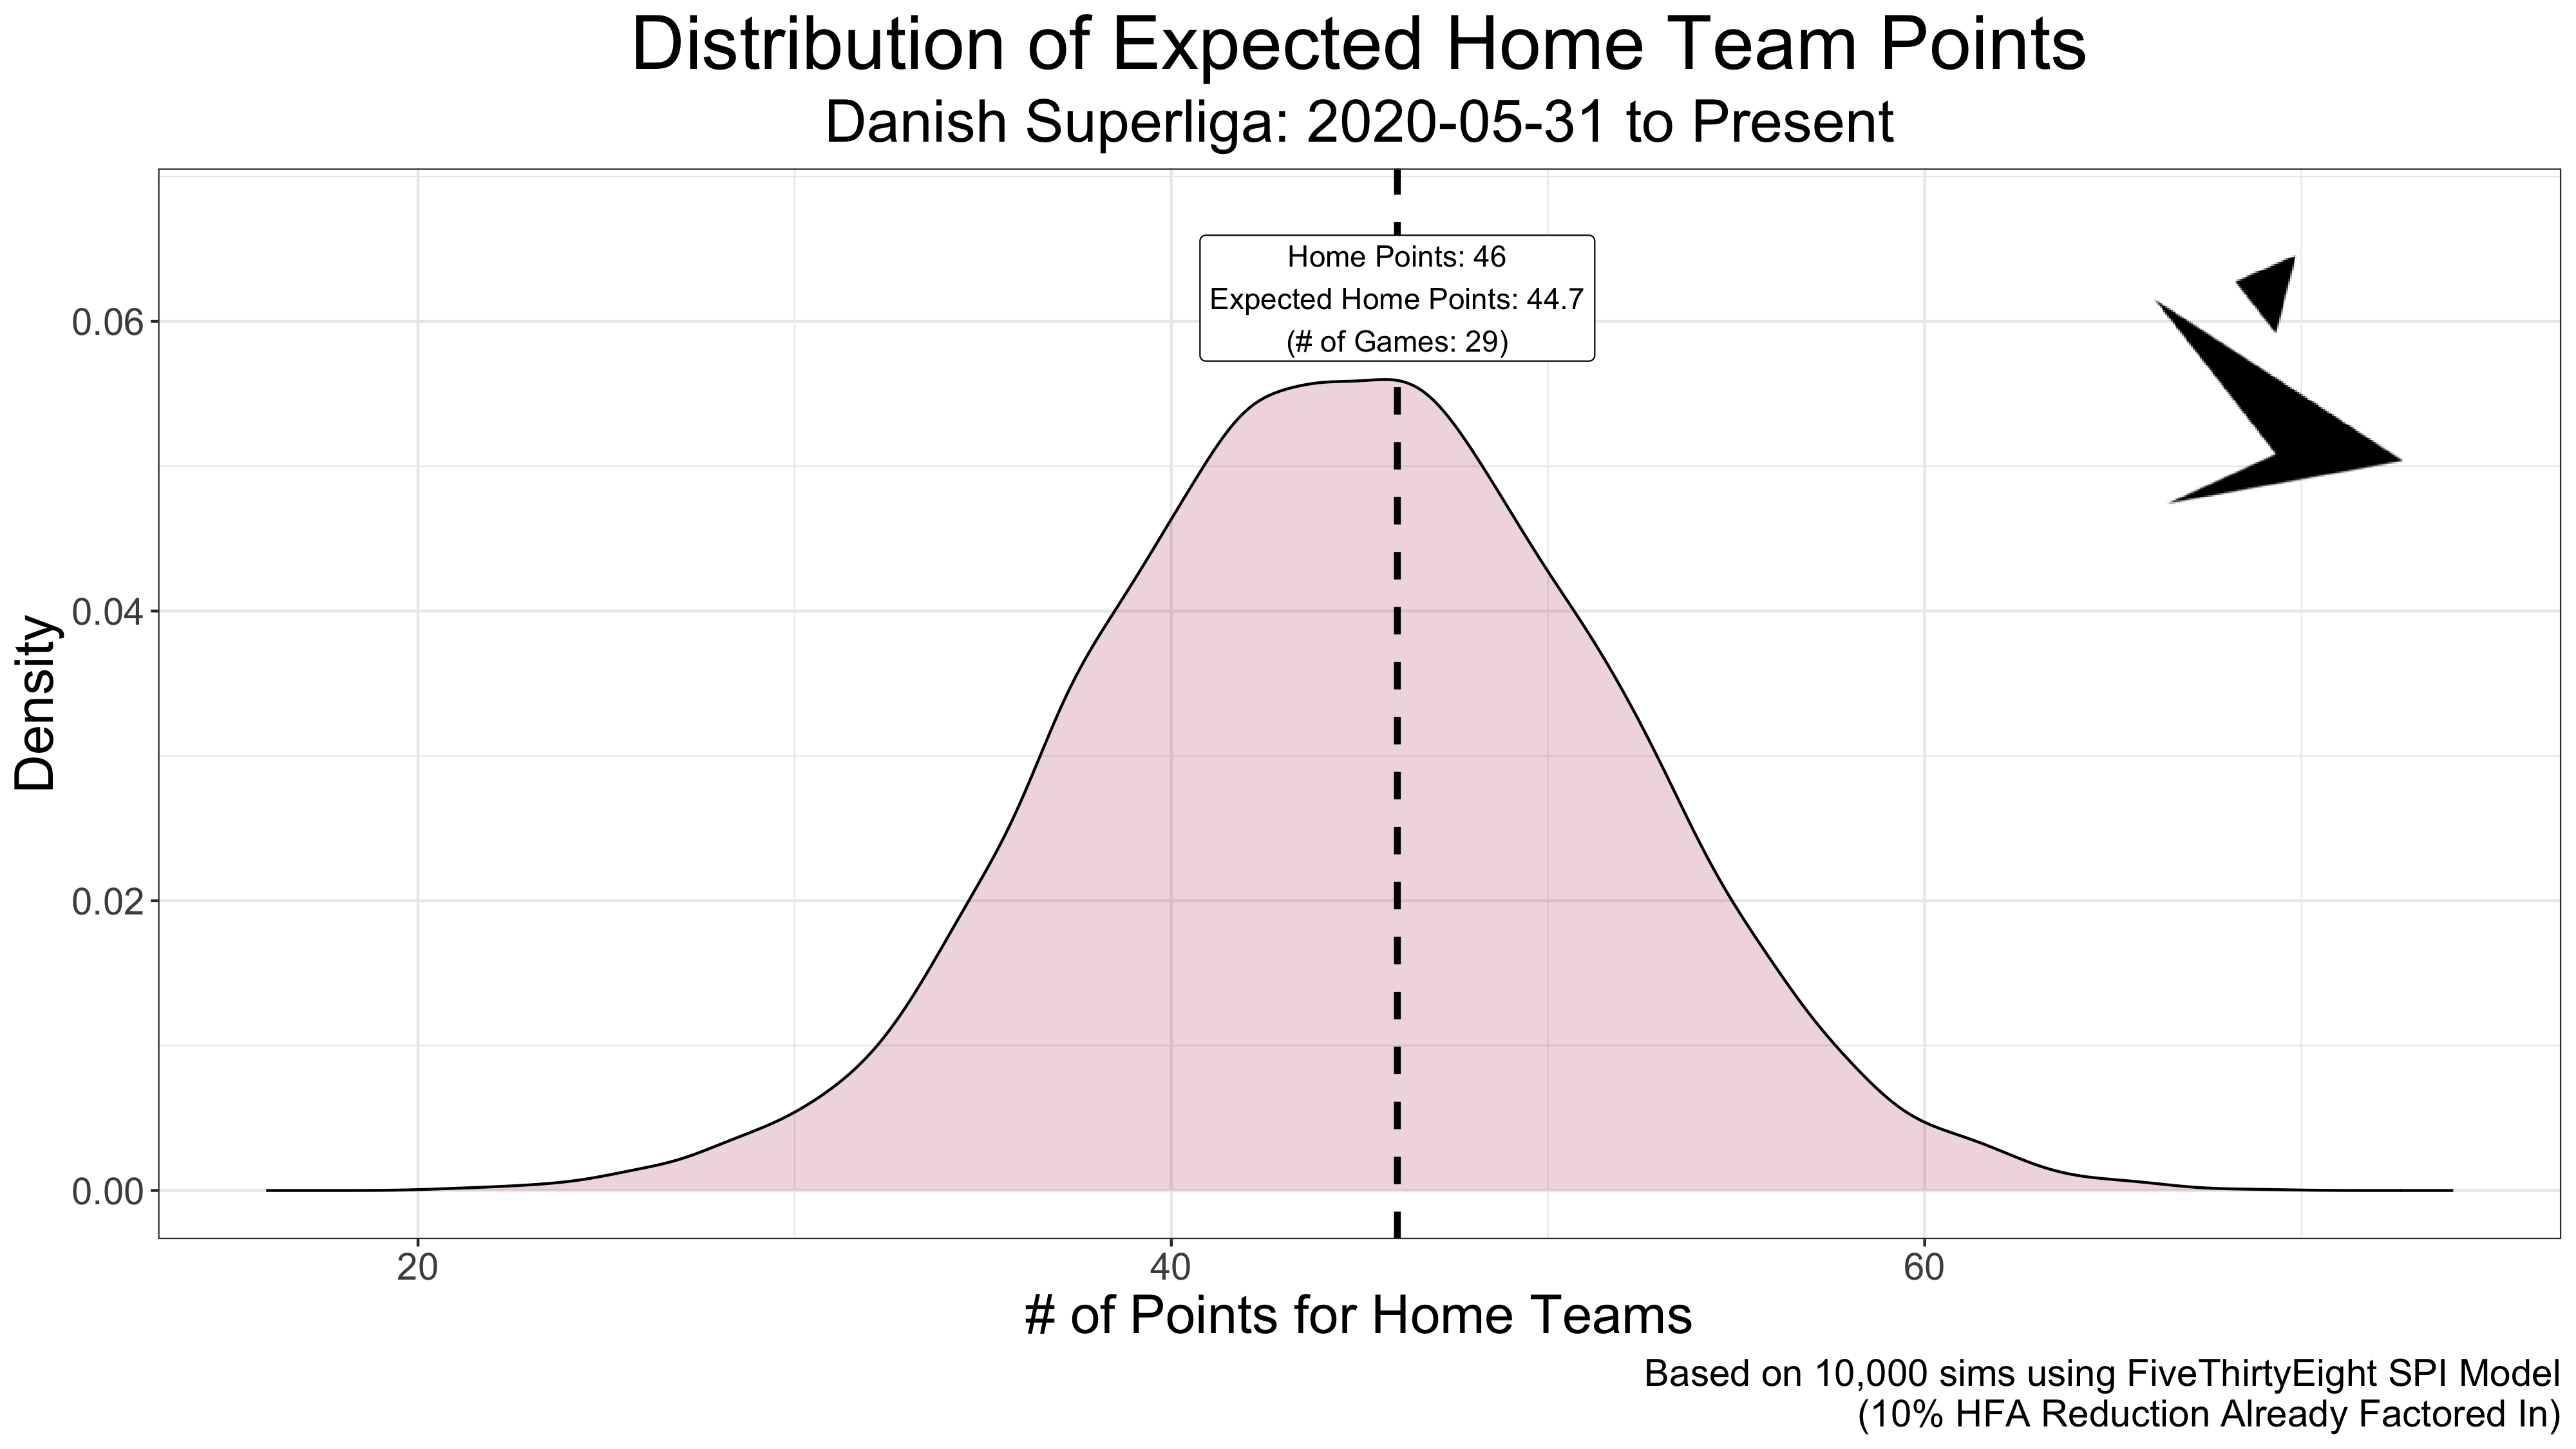 Distribution of Expected Home Team Points
Danish Superliga: 2020-05-31 to Present
Home Points: 46
Expected Home Points: 44.7
(# of Games: 29)
0.06
0.04
0.02
0.00
Density
20 40 60
# of Points for Home Teams
Based on 10,000 sims using FiveThirtyEight SPI Model
(10% HFA Reduction Already Factored In)